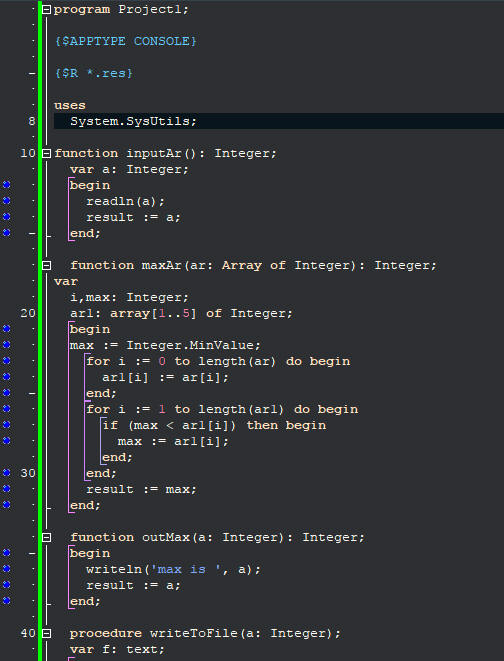 program Project1;
{$APPTYPE CONSOLE}
{$R *.res}
uses
8 System.SysUtils;
10 function inputAr(): Integer;
var a: Integer;
begin
readln(a);
result := a;
end;
function maxAr(ar: Array of Integer): Integer;
var
i,max: Integer;
20 ar1: array[1..5] of Integer;
begin
max := Integer.MinValue;
for i := 0 to length(ar) do begin
ar1[i] := ar[i];
end;
for i := 1 to length(ar1) do begin
if (max < ar1[i]) then begin
max := ar1[i];
end;
30 end;
result := max;
end;
function outMax(a: Integer): Integer;
begin
writeln('max is ', a);
result := a;
end;
40 procedure writeToFile(a: Integer);
var f: text;